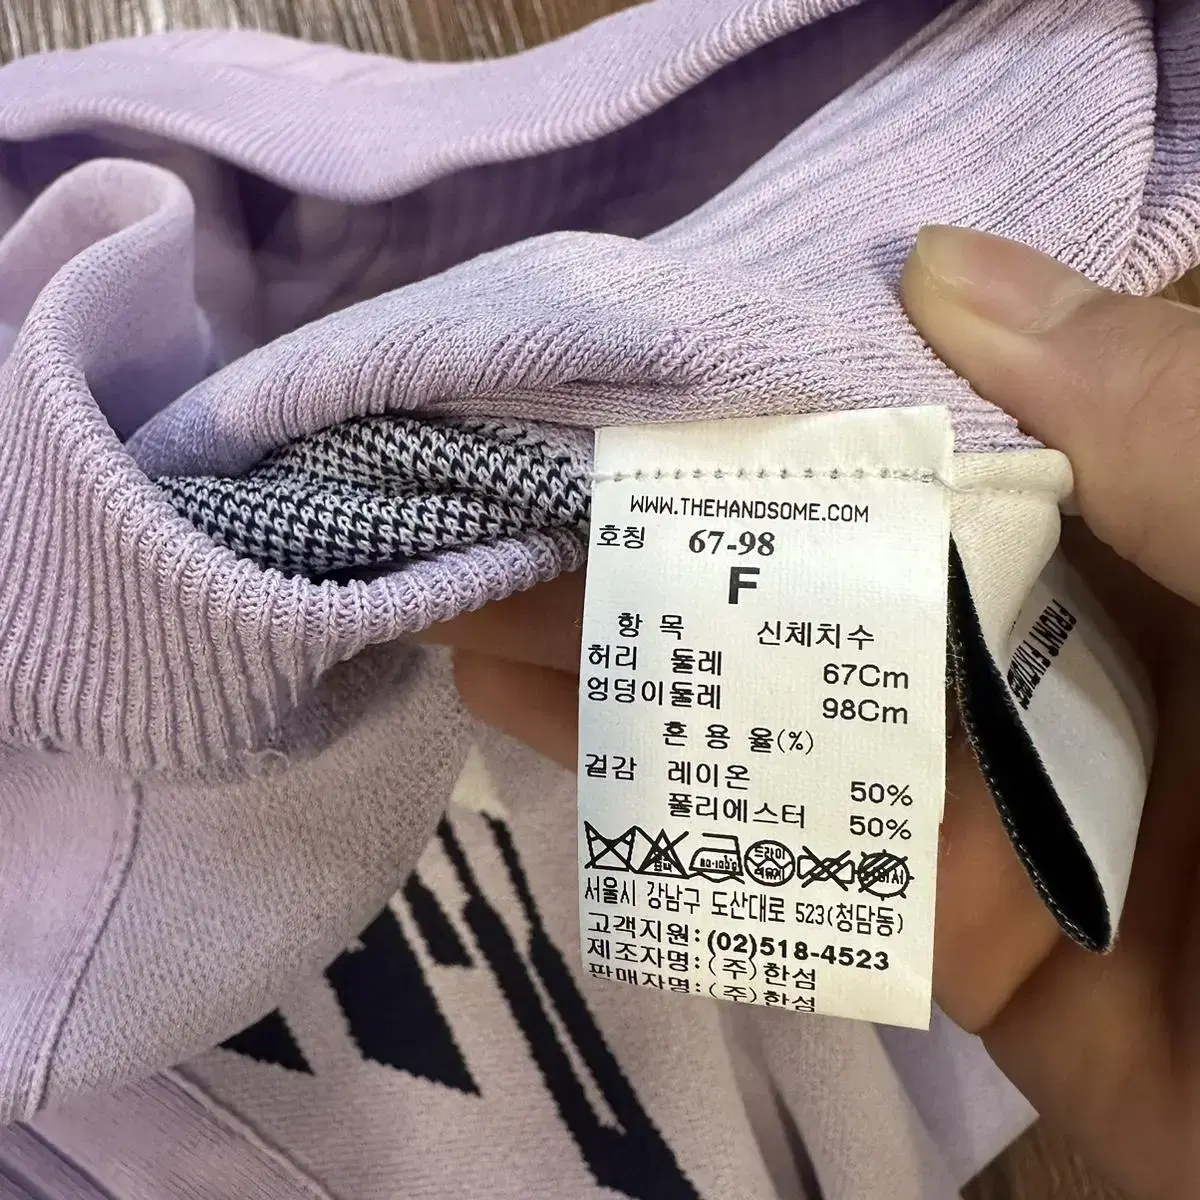 WWW.THEHANDSOME.COM
호칭 67-98
F
항 목 신체치수
허리 둘레 67Cm
엉덩이둘레 98Cm
혼 용 율(%)
겉감 레이온 50%
폴리에스터 50%
드라이
서울시 강남구 도산대로 523(청담동)
고객지원:(02)518-4523
제조자명:(주)한섬
판매자명:(주)한섬